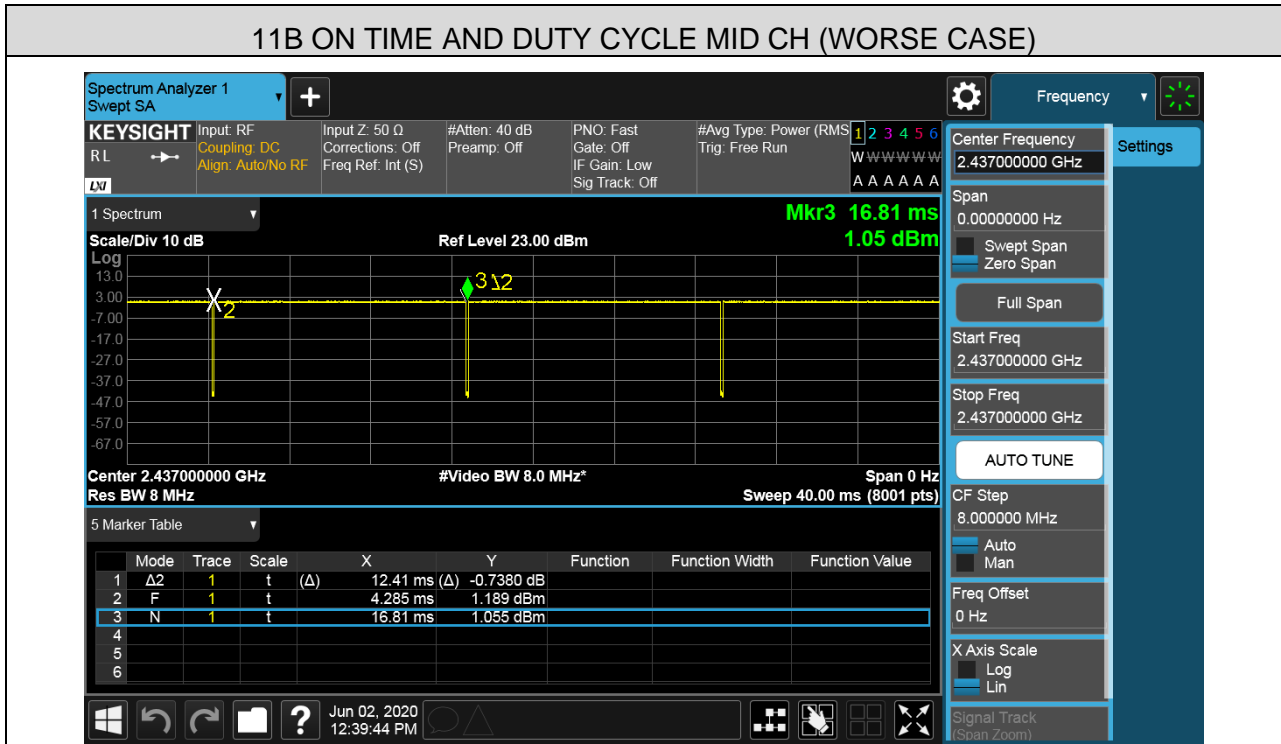 11B ON TIME AND DUTY CYCLE MID CH (WORSE CASE)
Spectrum Analyzer 1
Swept SA
+
Frequency
KEYSIGHT
RL
LXI
Input: RF
Coupling: DC
Align: Auto/No RF
Input Z: 50 Ω
Corrections: Off
Freq Ref: Int (S)
#Atten: 40 dB
Preamp: Off
PNO: Fast
Gate: Off
IF Gain: Low
Sig Track: Off
#Avg Type: Power (RMS
Trig: Free Run
1 2 3 4 5 6
W W W W W W
A A A A A A
1 Spectrum
Scale/Div 10 dB
Ref Level 23.00 dBm
Mkr3 16.81 ms
1.05 dBm
Log
13.0
3.00
-7.00
-17.0
-27.0
-37.0
-47.0
-57.0
-67.0
2
3 Δ2
Center 2.437000000 GHz
#Video BW 8.0 MHz*
Span 0 Hz
Res BW 8 MHz
Sweep 40.00 ms (8001 pts)
5 Marker Table
Mode Trace Scale X Y Function Function Width Function Value
1 Δ2 1 t (Δ) 12.41 ms (Δ) -0.7380 dB
2 F 1 t 4.285 ms 1.189 dBm
3 N 1 t 16.81 ms 1.055 dBm
4
5
6
?
Jun 02, 2020
12:39:44 PM
Settings
Center Frequency
2.437000000 GHz
Span
0.00000000 Hz
Swept Span
Zero Span
Full Span
Start Freq
2.437000000 GHz
Stop Freq
2.437000000 GHz
AUTO TUNE
CF Step
8.000000 MHz
Auto
Man
Freq Offset
0 Hz
X Axis Scale
Log
Lin
Signal Track
(Span Zoom)